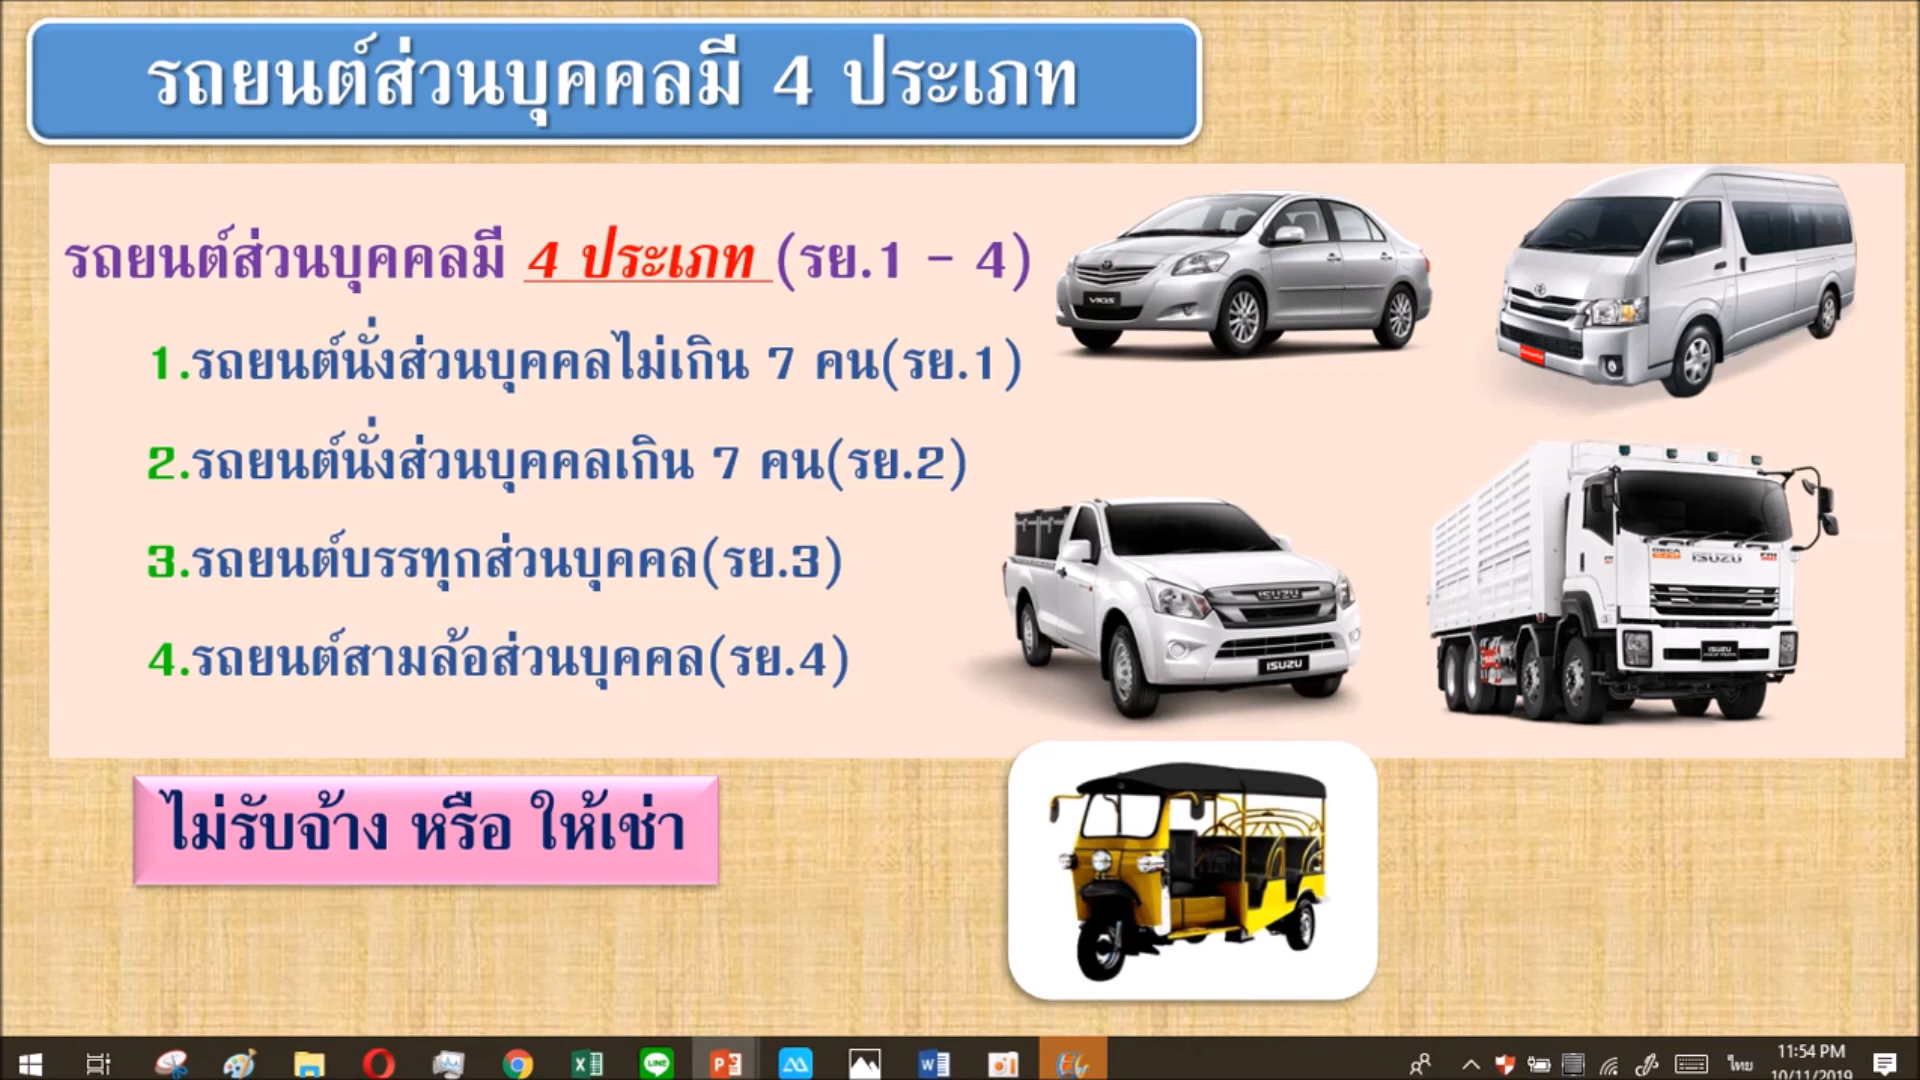 รถยนต์ส่วนบุคคลมี 4 ประเภท
รถยนต์ส่วนบุคคลมี 4 ประเภท (รย.1 - 4)
1.รถยนต์นั่งส่วนบุคคลไม่เกิน 7 คน(รย.1)
2.รถยนต์นั่งส่วนบุคคลเกิน 7 คน(รย.2)
3.รถยนต์บรรทุกส่วนบุคคล(รย.3)
4.รถยนต์สามล้อส่วนบุคคล(รย.4)
ไม่รับจ้าง หรือ ให้เช่า
VIOS
ISUZU
ISUZU
ISUZU
LINE
ไทย
11:54 PM
10/11/2019